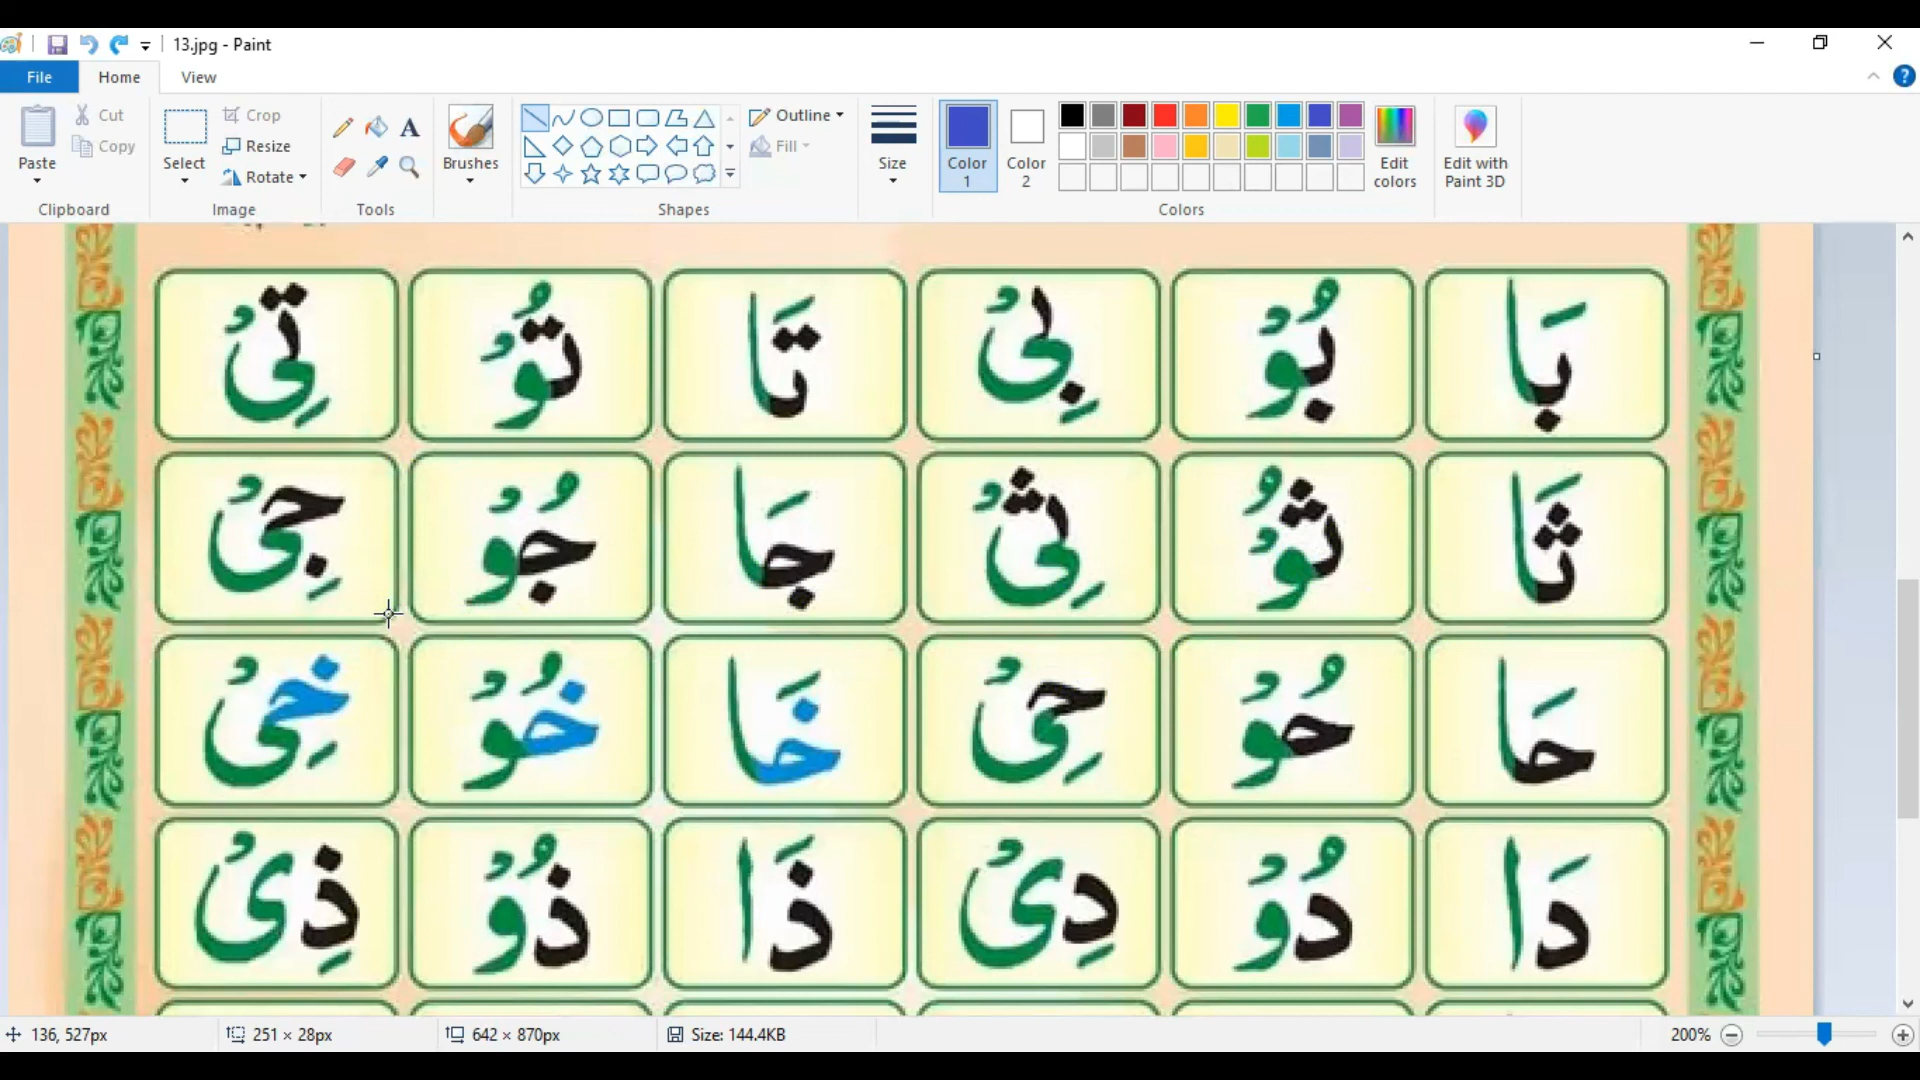 13.jpg - Paint
File Home View
Paste Cut Copy Clipboard
Select Crop Resize Rotate Image
A Tools
Brushes
Shapes Outline Fill
Size
Color 1 Color 2 Colors
Edit colors
Edit with Paint 3D
بَا بُوْ بِىْ تَا تُوْ تِىْ
ثَا ثُوْ ثِىْ جَا جُوْ جِىْ
حَا حُوْ حِىْ خَا خُوْ خِىْ
دَا دُوْ دِىْ ذَا ذُوْ ذِىْ
136, 527px 251 × 28px 642 × 870px Size: 144.4KB 200%